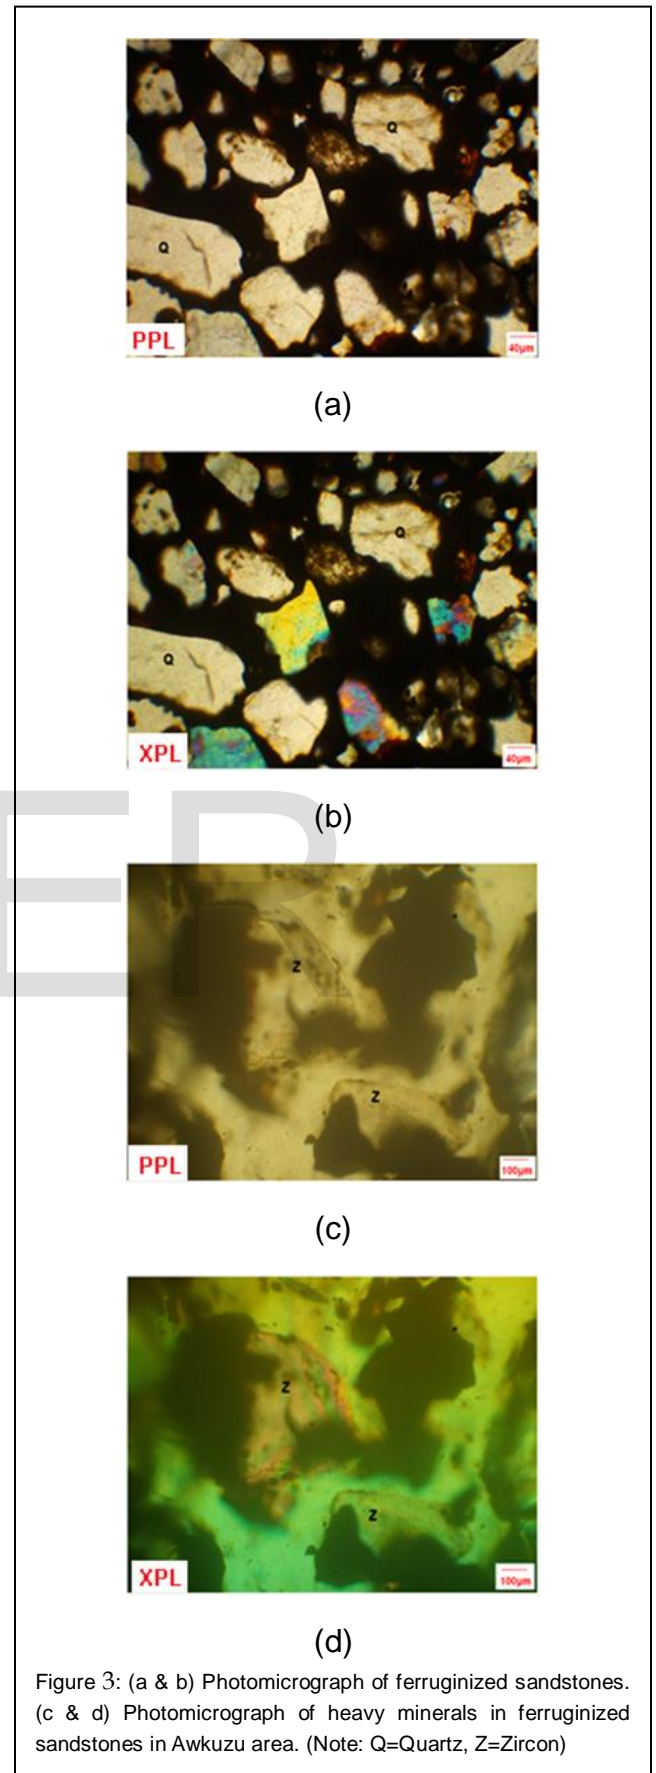 Q
Q
PPL
40µm
(a)
Q
Q
XPL
40µm
(b)
ER
Z
Z
PPL
100µm
(c)
Z
Z
XPL
100µm
(d)
Figure 3: (a & b) Photomicrograph of ferruginized sandstones.
(c & d) Photomicrograph of heavy minerals in ferruginized
sandstones in Awkuzu area. (Note: Q=Quartz, Z=Zircon)